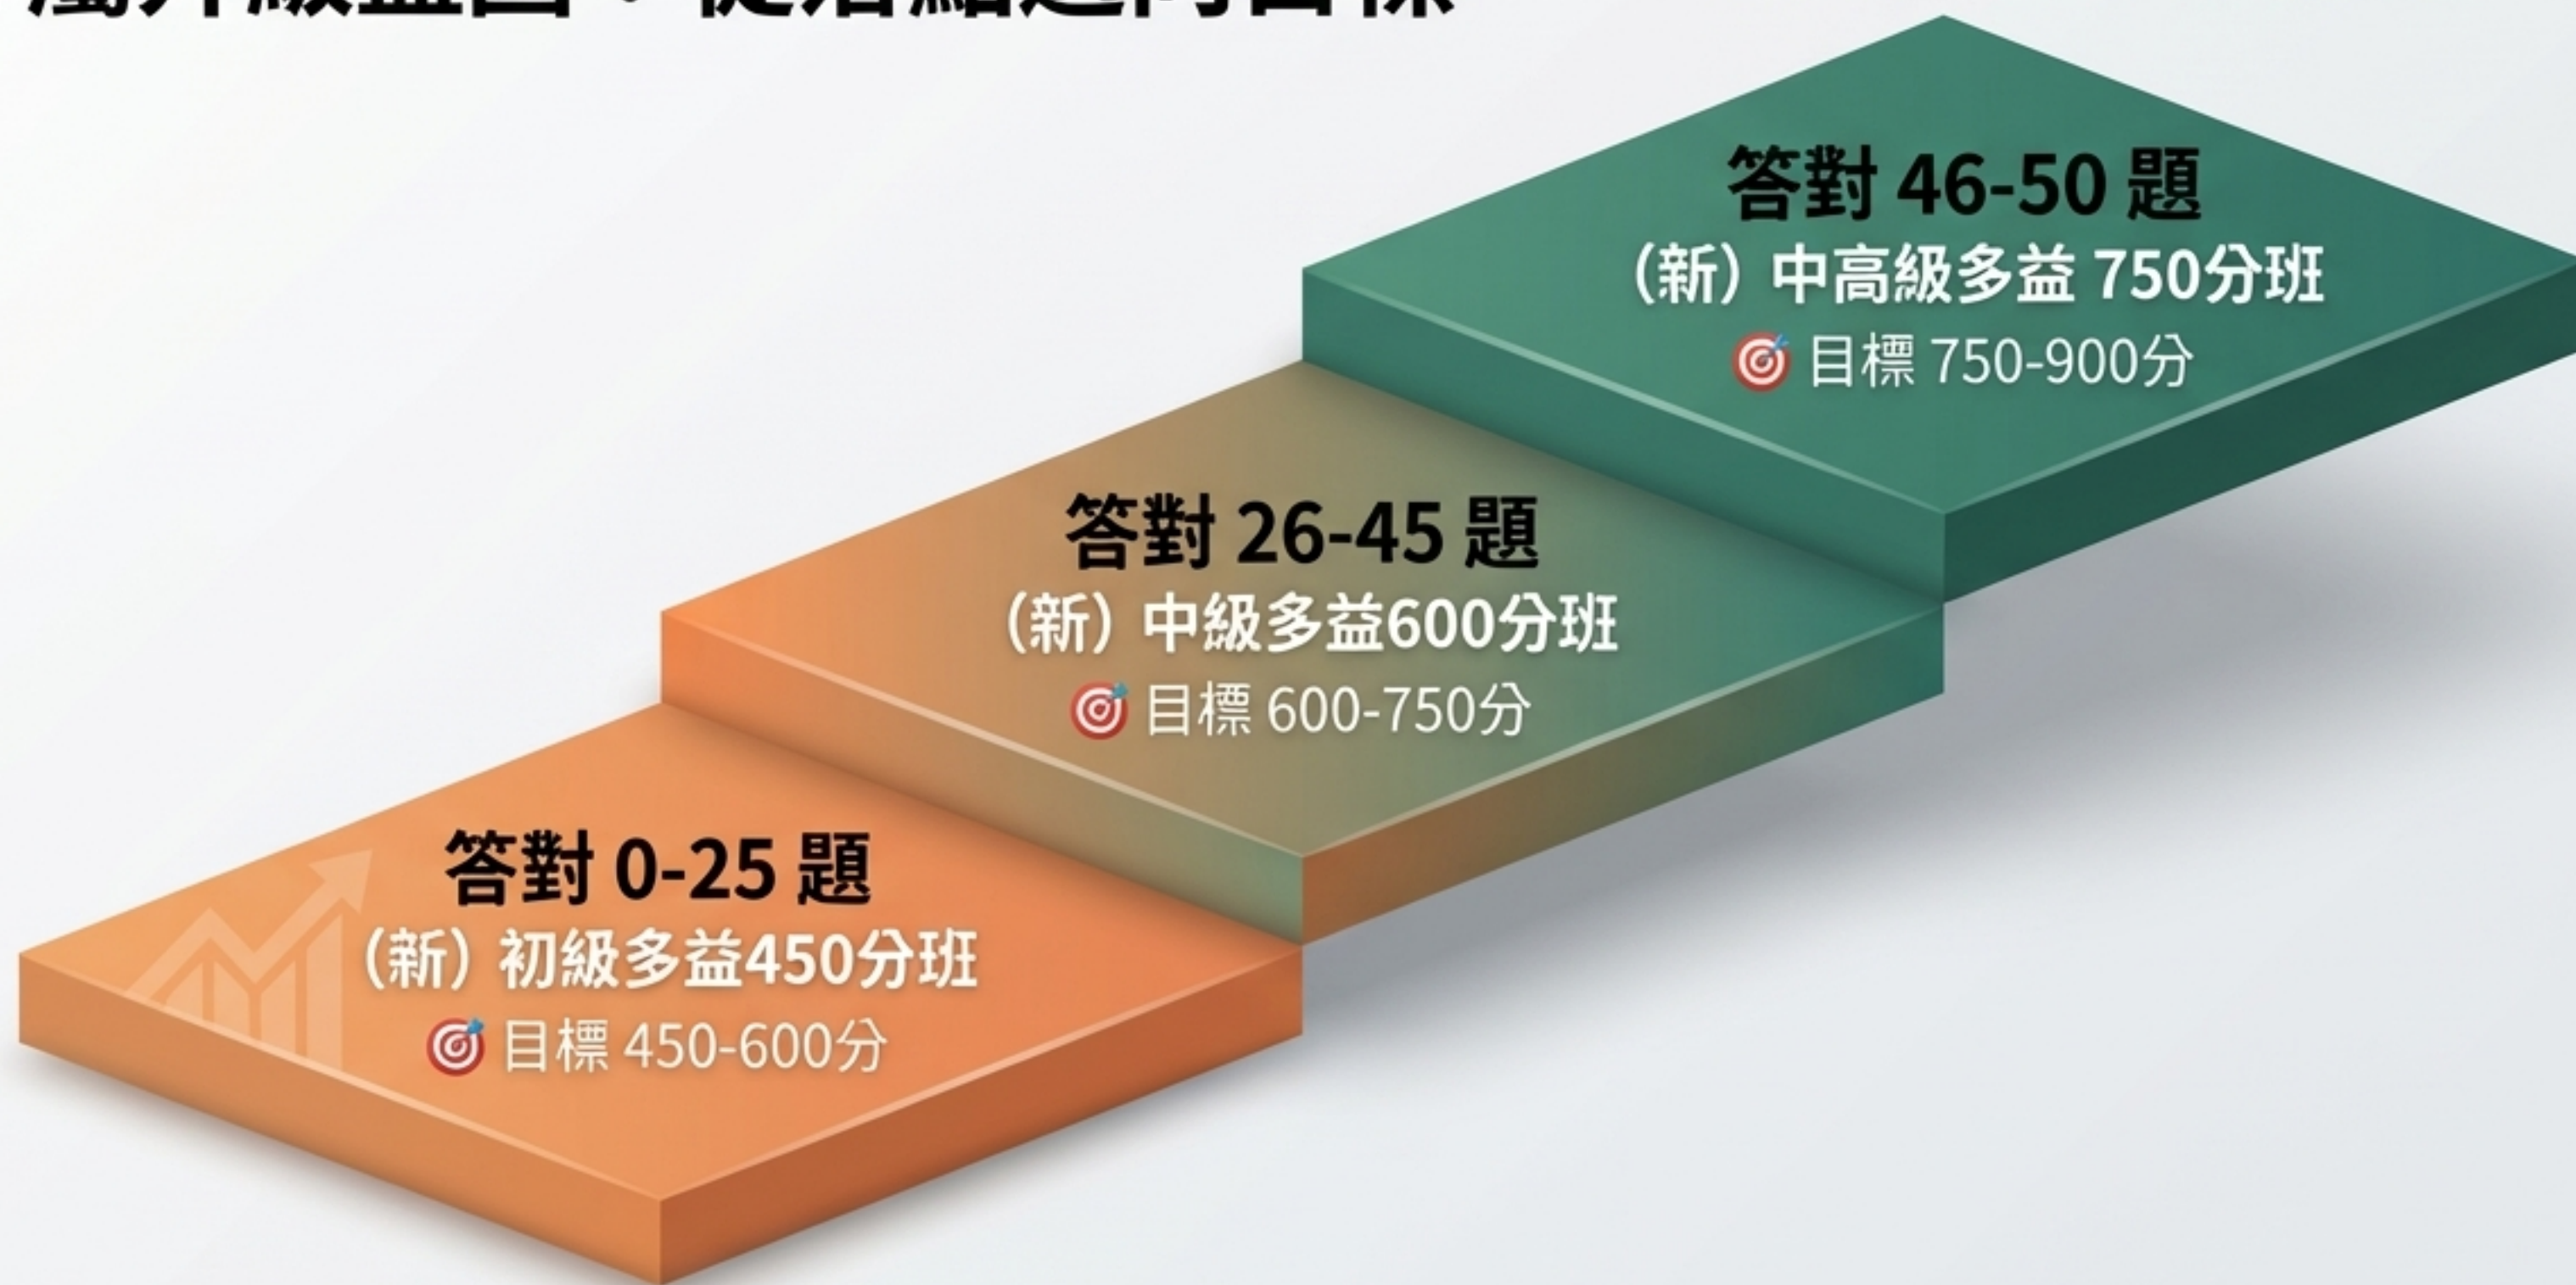 答對 46-50 題
（新）中高級多益 750分班
目標 750-900分
答對 26-45 題
（新）中級多益600分班
目標 600-750分
答對 0-25 題
（新）初級多益450分班
目標 450-600分